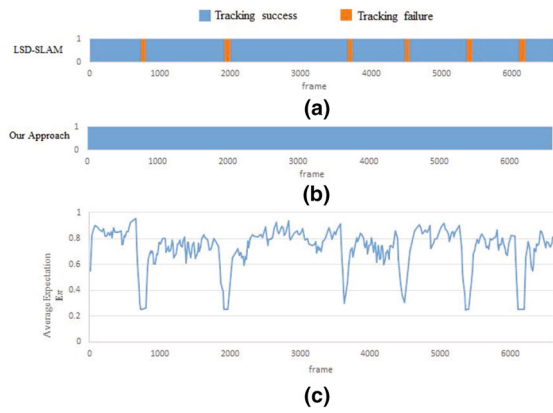 Tracking success Tracking failure
LSD-SLAM
1
0
0 1000 2000 3000 4000 5000 6000
frame
(a)
Our Approach
1
0
0 1000 2000 3000 4000 5000 6000
frame
(b)
Average Expectation
Eπ
1
0.8
0.6
0.4
0.2
0
0 1000 2000 3000 4000 5000 6000
frame
(c)